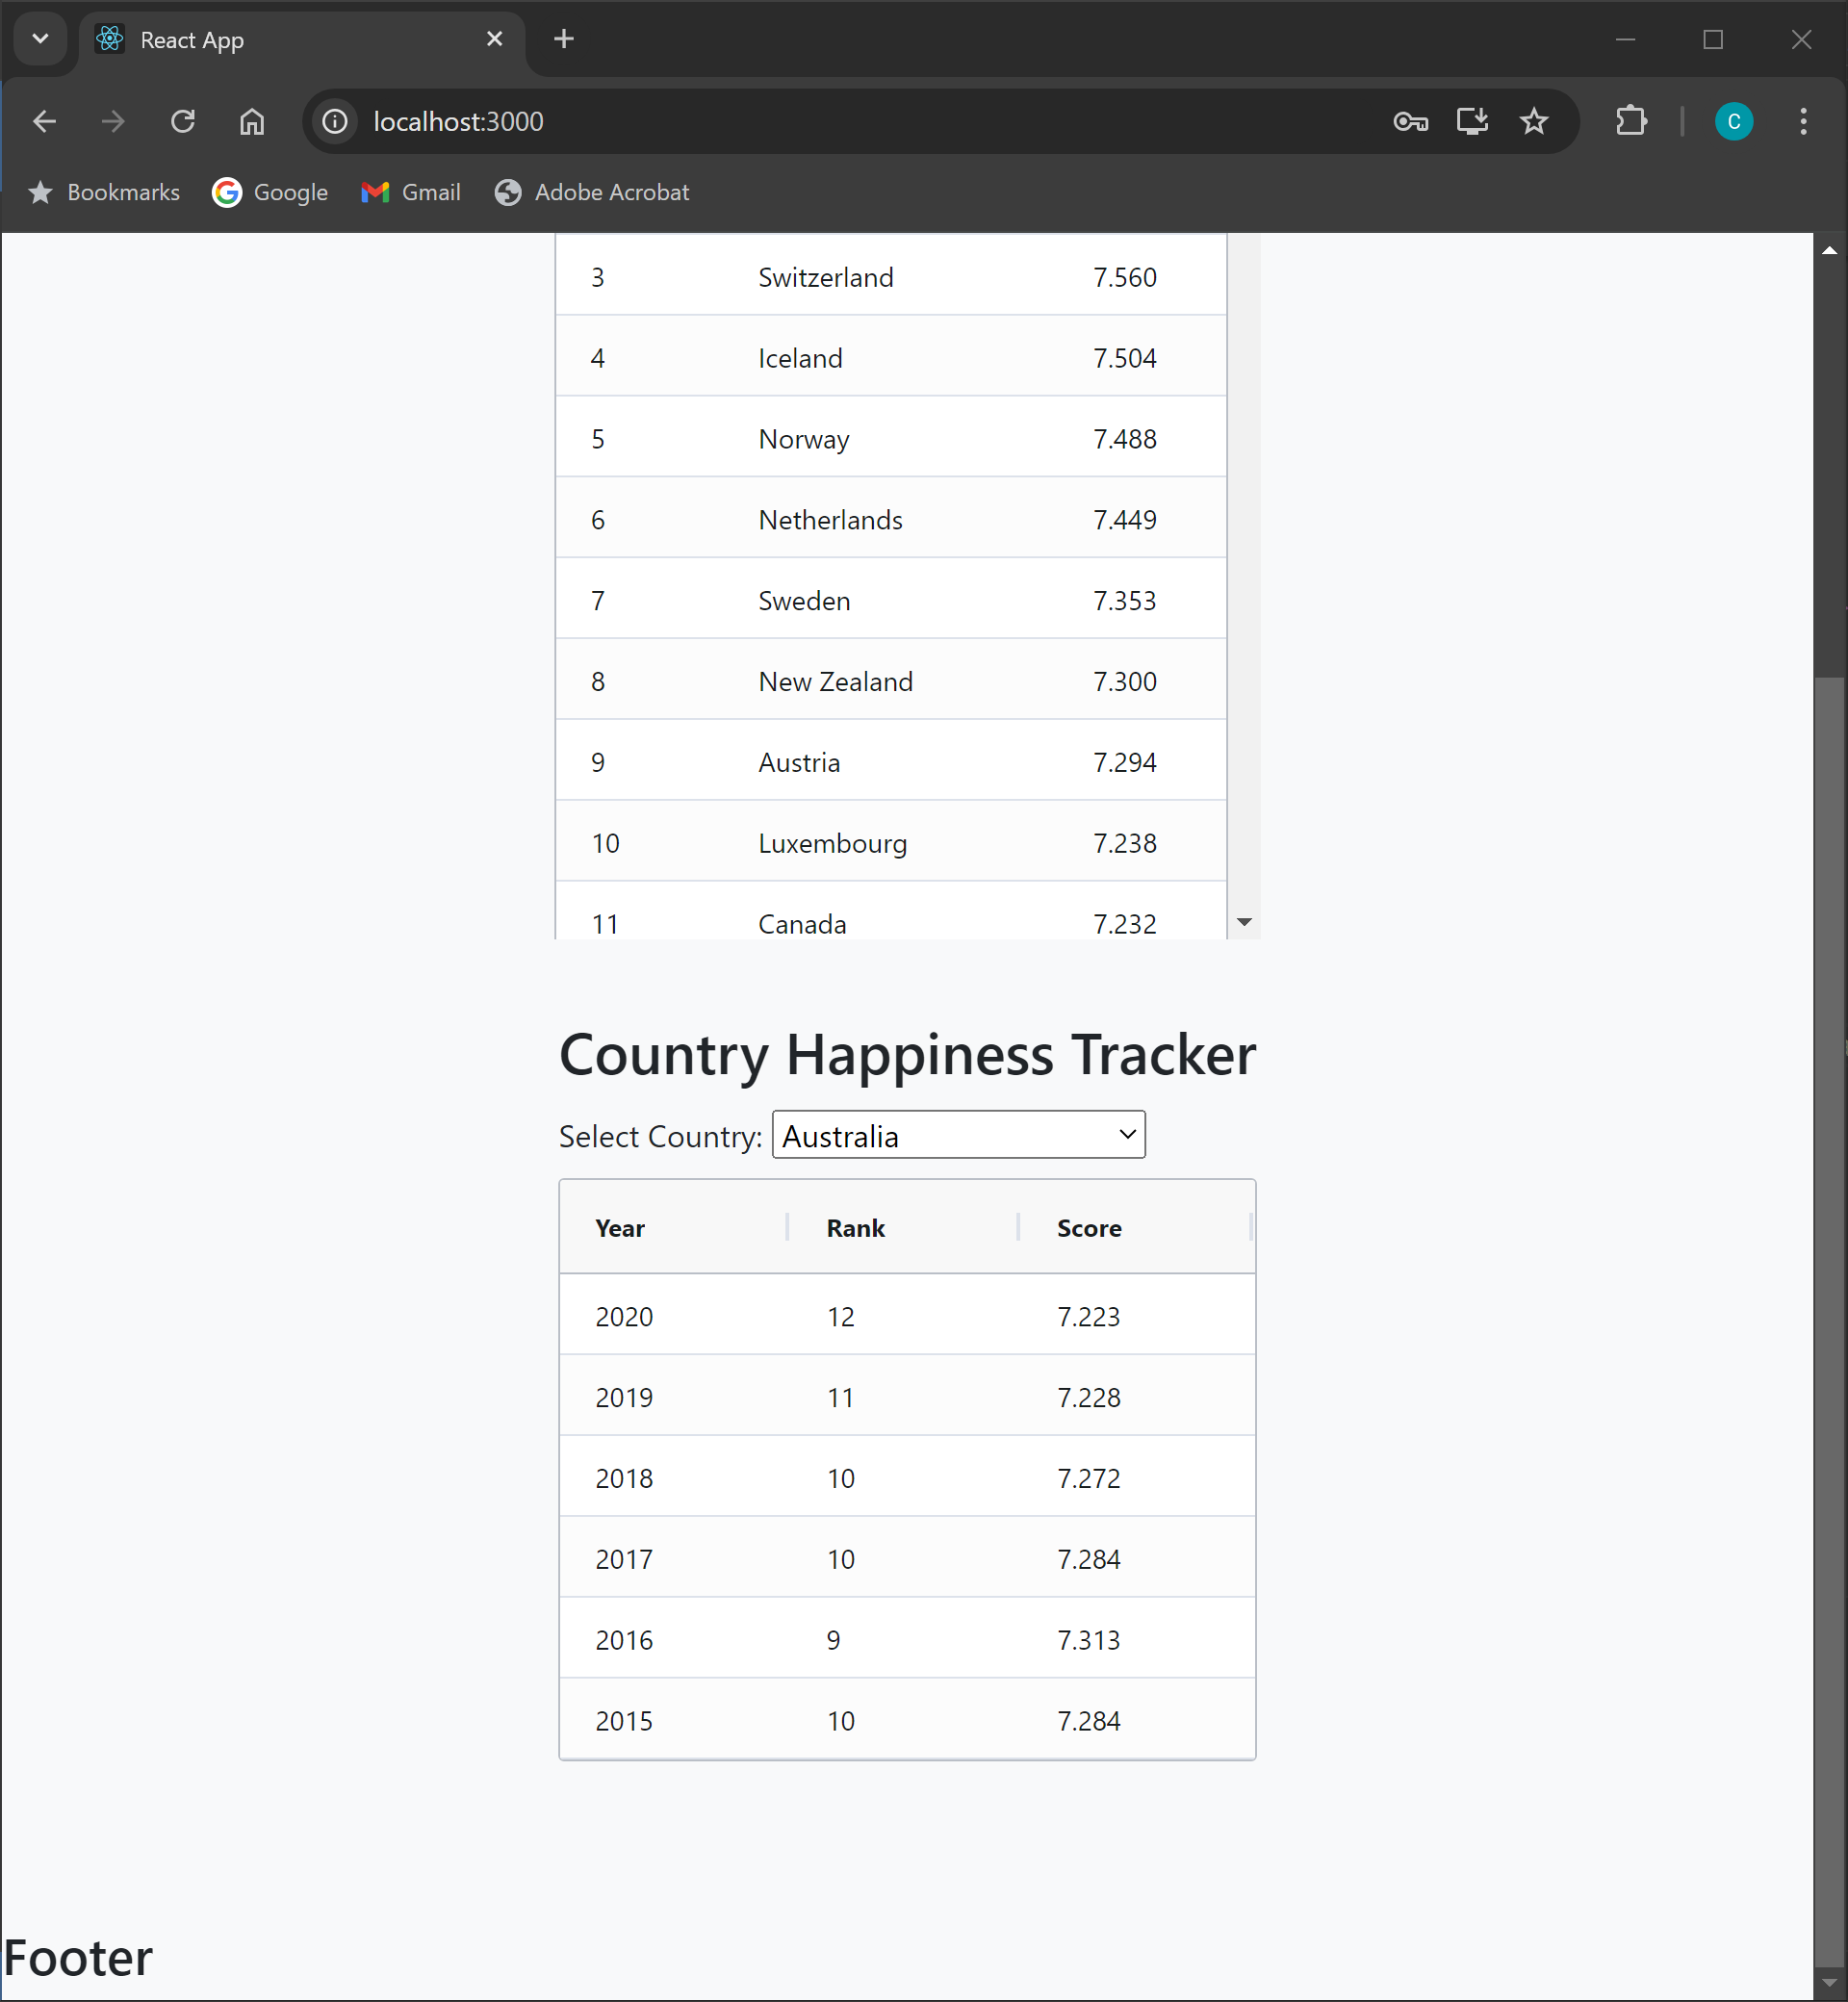 React App
localhost:3000
C
Bookmarks Google Gmail Adobe Acrobat
3 Switzerland 7.560
4 Iceland 7.504
5 Norway 7.488
6 Netherlands 7.449
7 Sweden 7.353
8 New Zealand 7.300
9 Austria 7.294
10 Luxembourg 7.238
11 Canada 7.232
Country Happiness Tracker
Select Country: Australia
Year Rank Score
2020 12 7.223
2019 11 7.228
2018 10 7.272
2017 10 7.284
2016 9 7.313
2015 10 7.284
Footer